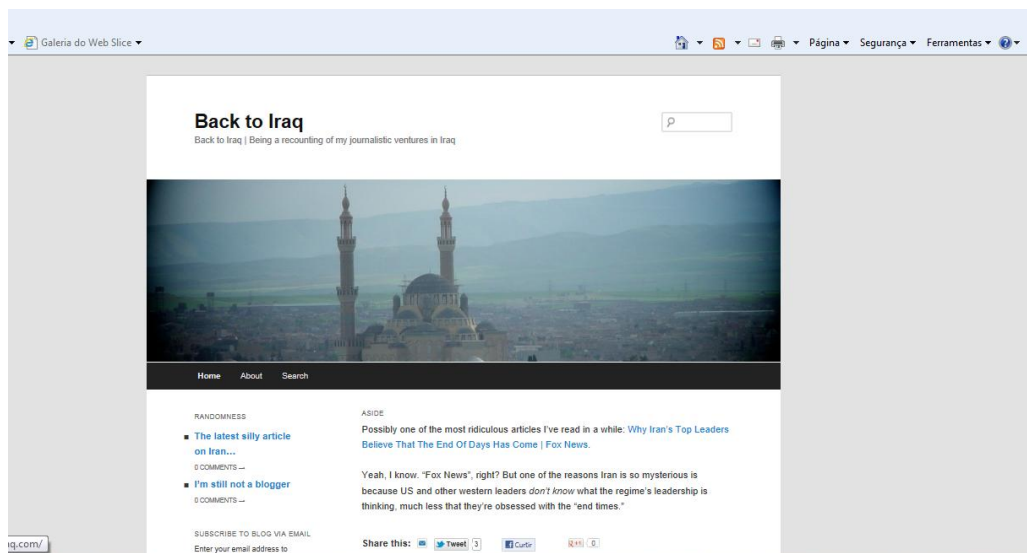 Galeria do Web Slice
Página
Segurança
Ferramentas
Back to Iraq
Back to Iraq | Being a recounting of my journalistic ventures in Iraq
Home
About
Search
RANDOMNESS
The latest silly article
on Iran...
0 COMMENTS →
I'm still not a blogger
0 COMMENTS →
SUBSCRIBE TO BLOG VIA EMAIL
Enter your email address to
ASIDE
Possibly one of the most ridiculous articles I've read in a while: Why Iran's Top Leaders
Believe That The End Of Days Has Come | Fox News.
Yeah, I know. “Fox News”, right? But one of the reasons Iran is so mysterious is
because US and other western leaders don't know what the regime's leadership is
thinking, much less that they're obsessed with the “end times.”
Share this: Tweet 3 Curtir +1 0
q.com/